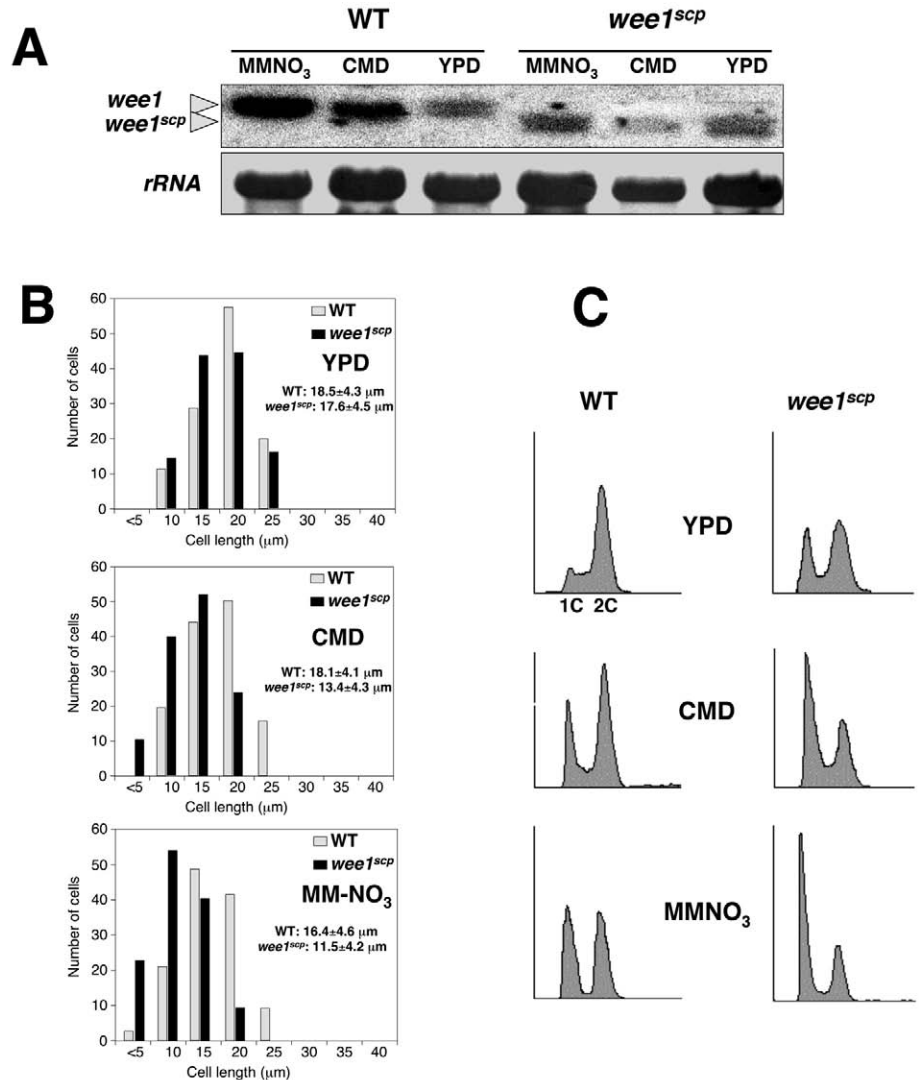 A
WT wee1scp
MMNO3 CMD YPD MMNO3 CMD YPD
wee1
wee1scp
rRNA
B
60
50
40
30
20
10
0
Number of cells
WT
wee1scp
YPD
WT: 18.5±4.3 μm
wee1scp: 17.6±4.5 μm
<5 10 15 20 25 30 35 40
Cell length (μm)
60
50
40
30
20
10
0
Number of cells
WT
wee1scp
CMD
WT: 18.1±4.1 μm
wee1scp: 13.4±4.3 μm
<5 10 15 20 25 30 35 40
Cell length (μm)
60
50
40
30
20
10
0
Number of cells
WT
wee1scp
MM-NO3
WT: 16.4±4.6 μm
wee1scp: 11.5±4.2 μm
<5 10 15 20 25 30 35 40
Cell length (μm)
C
WT wee1scp
YPD
1C 2C
CMD
MMNO3